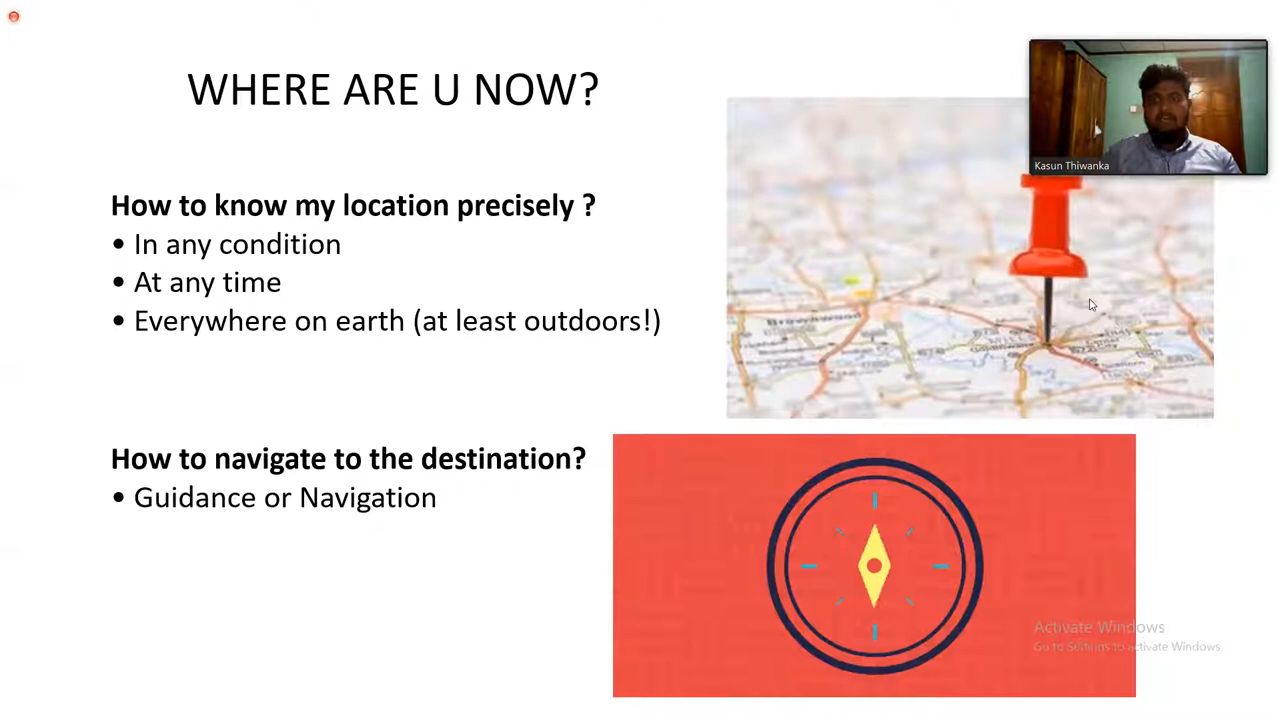 WHERE ARE U NOW?
Kasun Thiwanka
How to know my location precisely ?
• In any condition
• At any time
• Everywhere on earth (at least outdoors!)
How to navigate to the destination?
• Guidance or Navigation
Activate Windows
Go to Settings to activate Windows.